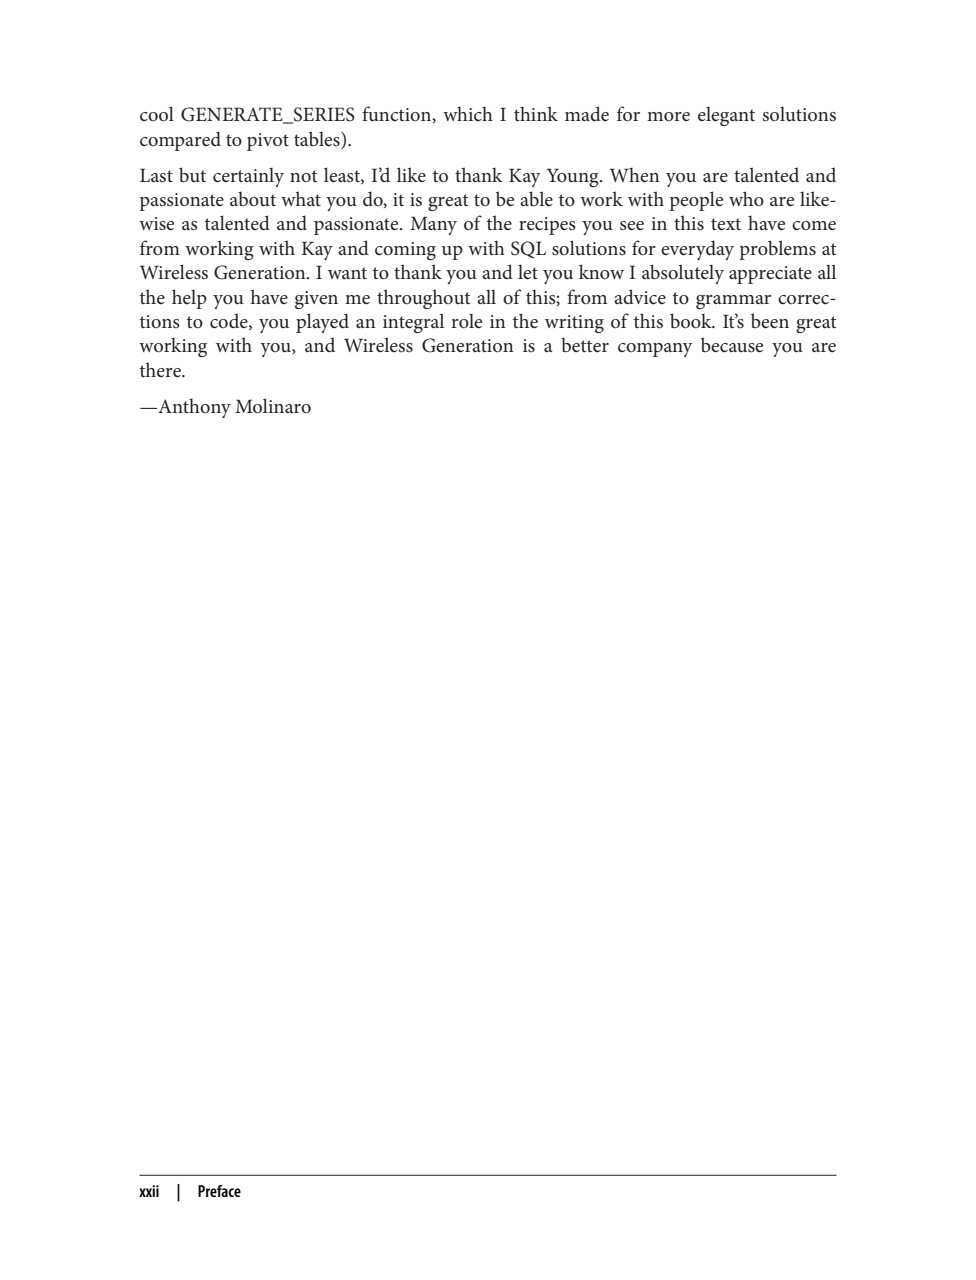 cool GENERATE_SERIES function, which I think made for more elegant solutions
compared to pivot tables).
Last but certainly not least, I’d like to thank Kay Young. When you are talented and
passionate about what you do, it is great to be able to work with people who are like-
wise as talented and passionate. Many of the recipes you see in this text have come
from working with Kay and coming up with SQL solutions for everyday problems at
Wireless Generation. I want to thank you and let you know I absolutely appreciate all
the help you have given me throughout all of this; from advice to grammar correc-
tions to code, you played an integral role in the writing of this book. It’s been great
working with you, and Wireless Generation is a better company because you are
there.
—Anthony Molinaro
xxii | Preface